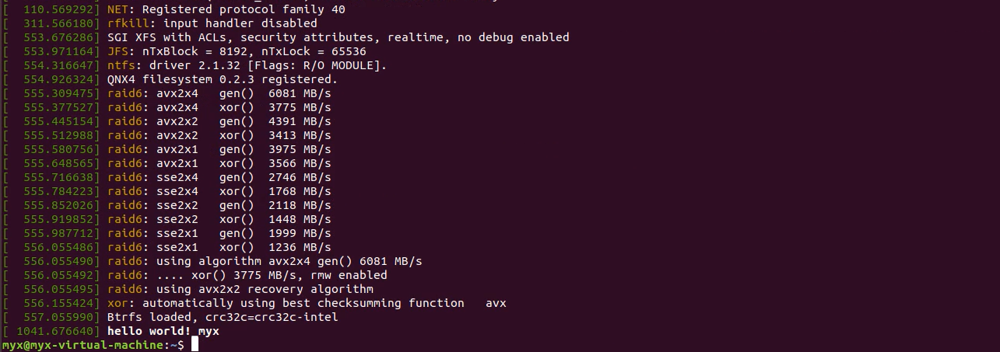 [  110.569292] NET: Registered protocol family 40
[  311.566180] rfkill: input handler disabled
[  553.676286] SGI XFS with ACLs, security attributes, realtime, no debug enabled
[  553.971164] JFS: nTxBlock = 8192, nTxLock = 65536
[  554.316647] ntfs: driver 2.1.32 [Flags: R/O MODULE].
[  554.926324] QNX4 filesystem 0.2.3 registered.
[  555.309475] raid6: avx2x4   gen()  6081 MB/s
[  555.377527] raid6: avx2x4   xor()  3775 MB/s
[  555.445154] raid6: avx2x2   gen()  4391 MB/s
[  555.512988] raid6: avx2x2   xor()  3413 MB/s
[  555.580756] raid6: avx2x1   gen()  3975 MB/s
[  555.648565] raid6: avx2x1   xor()  3566 MB/s
[  555.716638] raid6: sse2x4   gen()  2746 MB/s
[  555.784223] raid6: sse2x4   xor()  1768 MB/s
[  555.852026] raid6: sse2x2   gen()  2118 MB/s
[  555.919852] raid6: sse2x2   xor()  1448 MB/s
[  555.987712] raid6: sse2x1   gen()  1999 MB/s
[  556.055486] raid6: sse2x1   xor()  1236 MB/s
[  556.055490] raid6: using algorithm avx2x4 gen() 6081 MB/s
[  556.055492] raid6: .... xor() 3775 MB/s, rmw enabled
[  556.055495] raid6: using avx2x2 recovery algorithm
[  556.155424] xor: automatically using best checksumming function   avx
[  557.055990] Btrfs loaded, crc32c=crc32c-intel
[ 1041.676640] hello world! myx
myx@myx-virtual-machine:~$